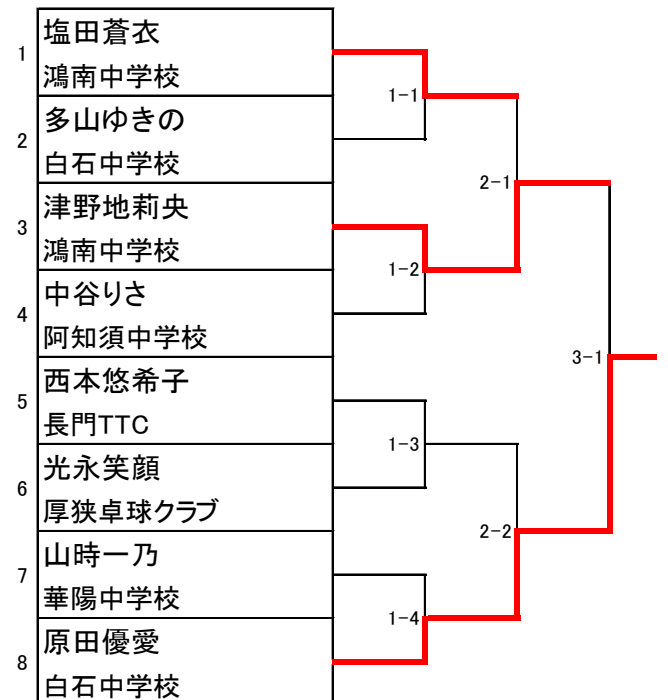 1
塩田蒼衣
鴻南中学校
2
多山ゆきの
白石中学校
3
津野地莉央
鴻南中学校
4
中谷りさ
阿知須中学校
5
西本悠希子
長門TTC
6
光永笑顔
厚狭卓球クラブ
7
山時一乃
華陽中学校
8
原田優愛
白石中学校
1-1
1-2
1-3
1-4
2-1
2-2
3-1